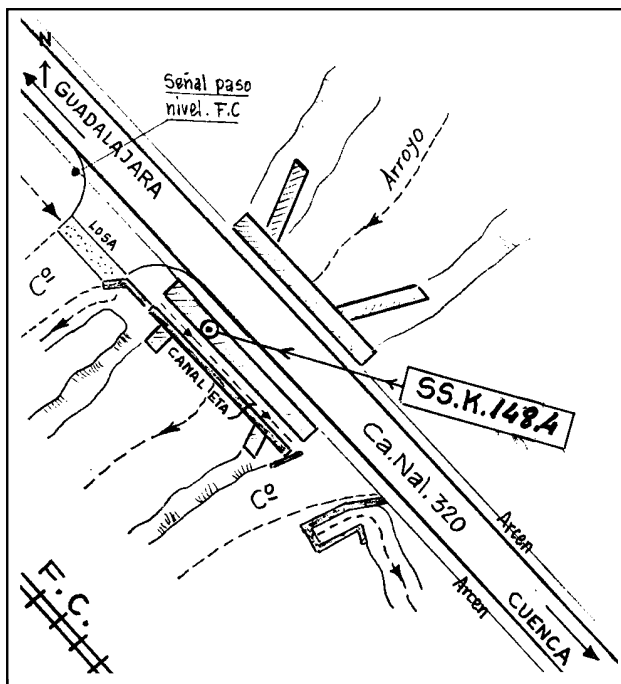 N
GUADALAJARA
Señal paso
nivel. F.C
Arroyo
LOSA
Cº
CANALETA
SS.K.148.4
Ca.Nal. 320
Cº
Arcen
Arcen
CUENCA
F.C.